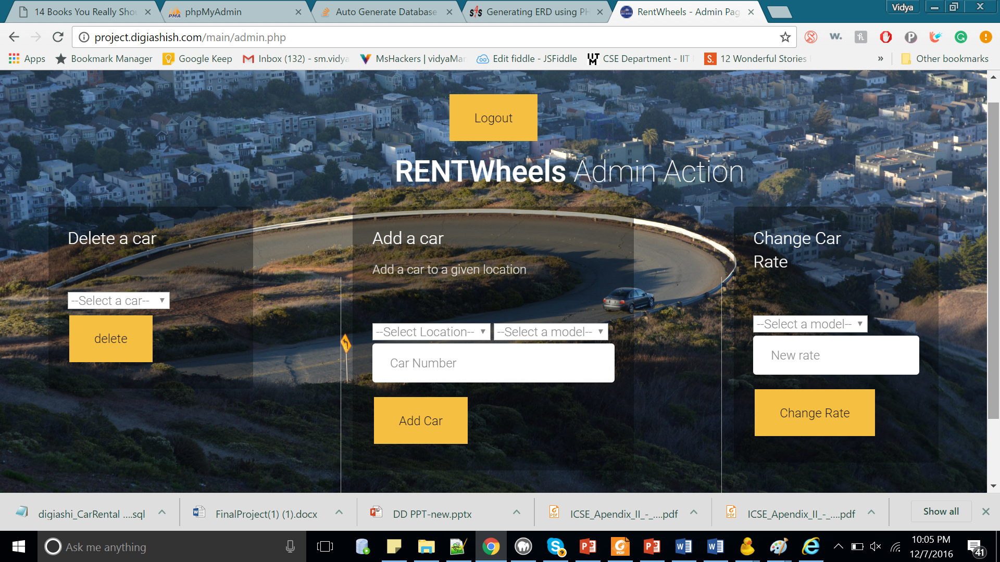 14 Books You Really Shou
phpMyAdmin
Auto Generate Database
Generating ERD using PH
RentWheels - Admin Pag
Vidya
project.digiashish.com/main/admin.php
Apps
Bookmark Manager
Google Keep
Inbox (132) - sm.vidya
MsHackers | vidyaMar
Edit fiddle - JSFiddle
CSE Department - IIT
12 Wonderful Stories
Other bookmarks
Logout
RENTWheels Admin Action
Delete a car
--Select a car--
delete
Add a car
Add a car to a given location
--Select Location-- --Select a model--
Car Number
Add Car
Change Car
Rate
--Select a model--
New rate
Change Rate
digiashi_CarRental ....sql
FinalProject(1) (1).docx
DD PPT-new.pptx
ICSE_Apendix_II_-_....pdf
ICSE_Apendix_II_-_....pdf
Show all
Ask me anything
9
10:05 PM
12/7/2016
41